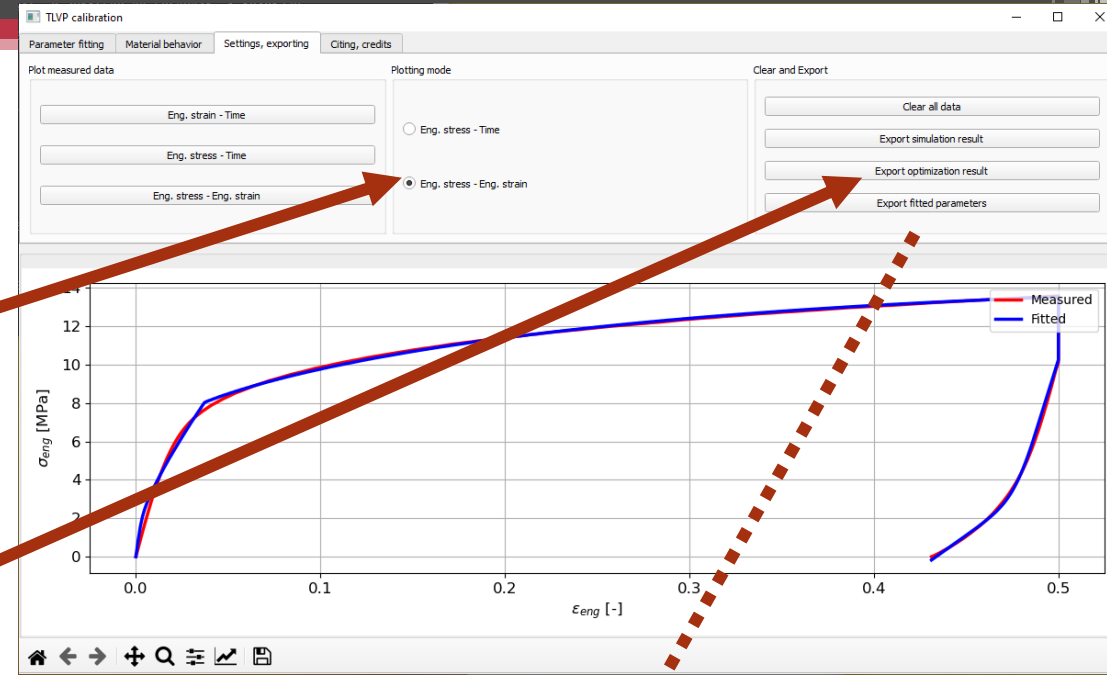 TLVP calibration
Parameter fitting
Material behavior
Settings, exporting
Citing, credits
Plot measured data
Eng. strain - Time
Eng. stress - Time
Eng. stress - Eng. strain
Plotting mode
Eng. stress - Time
Eng. stress - Eng. strain
Clear and Export
Clear all data
Export simulation result
Export optimization result
Export fitted parameters
14
12
10
8
6
4
2
0
σeng [MPa]
0.0 0.1 0.2 0.3 0.4 0.5
εeng [-]
Measured
Fitted